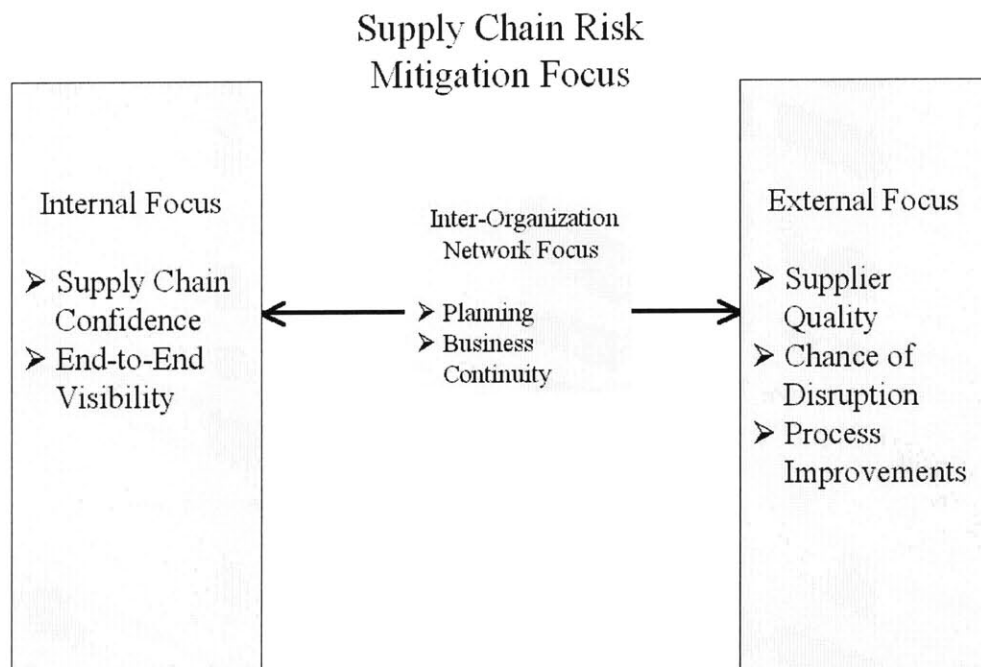 Supply Chain Risk
Mitigation Focus
Internal Focus
➢ Supply Chain
Confidence
➢ End-to-End
Visibility
Inter-Organization
Network Focus
➢ Planning
➢ Business
Continuity
External Focus
➢ Supplier
Quality
➢ Chance of
Disruption
➢ Process
Improvements